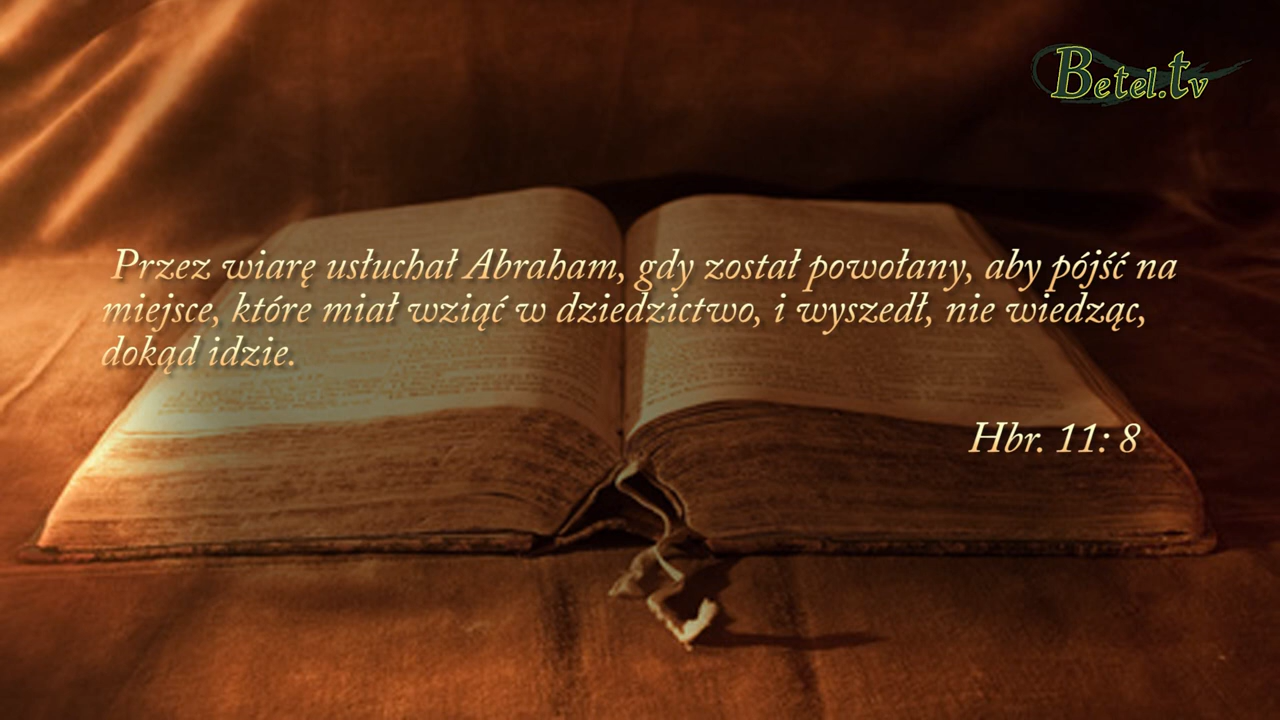 Betel.tv
Przez wiarę usłuchał Abraham, gdy został powołany, aby pójść na
miejsce, które miał wziąć w dziedzictwo, i wyszedł, nie wiedząc,
dokąd idzie.
Hbr. 11: 8